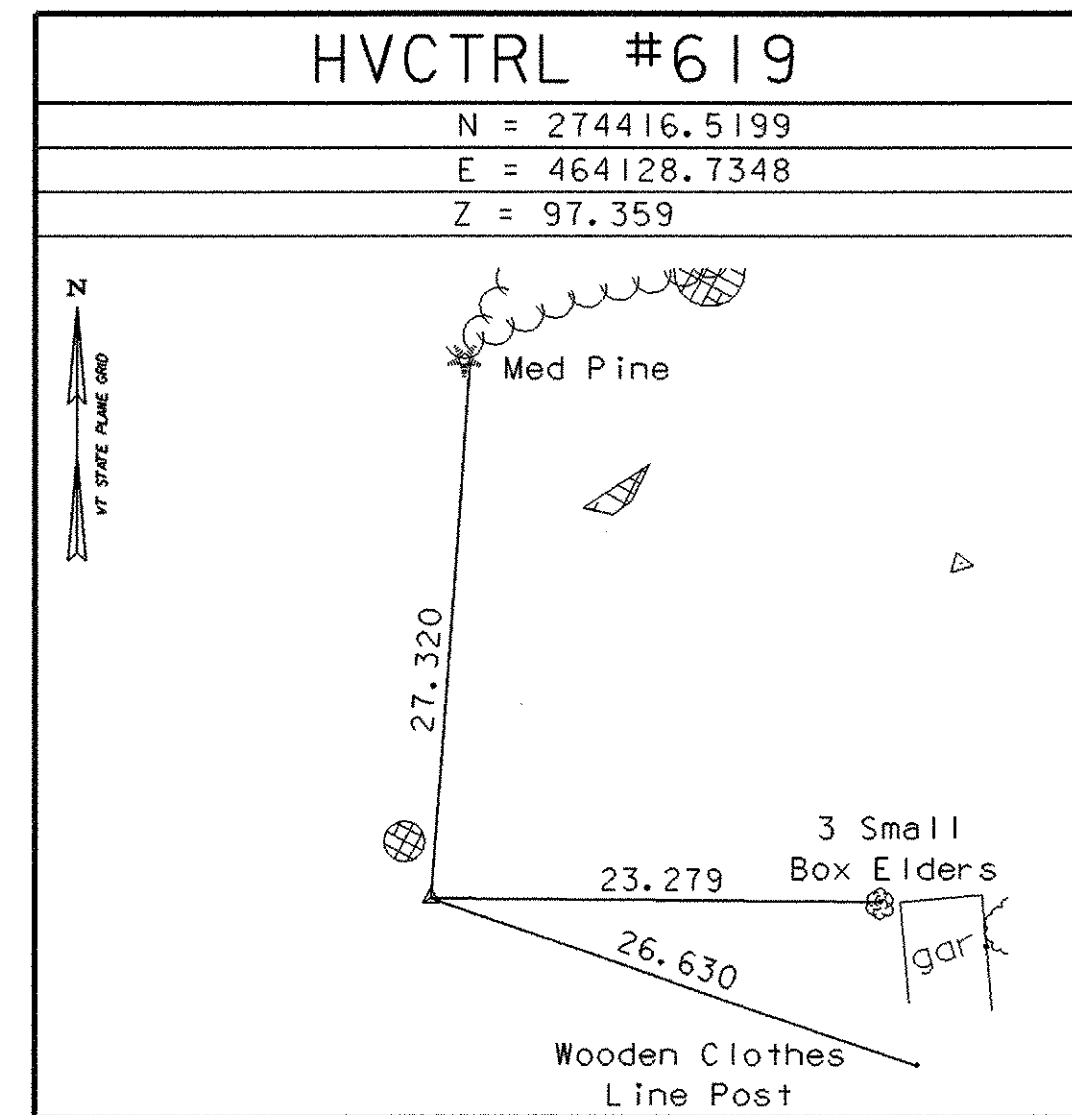 HVCTRL #619
N = 274416.5199
E = 464128.7348
Z = 97.359
N
VT STATE PLANE GRID
Med Pine
27.320
3 Small
Box Elders
23.279
gar
26.630
Wooden Clothes
Line Post